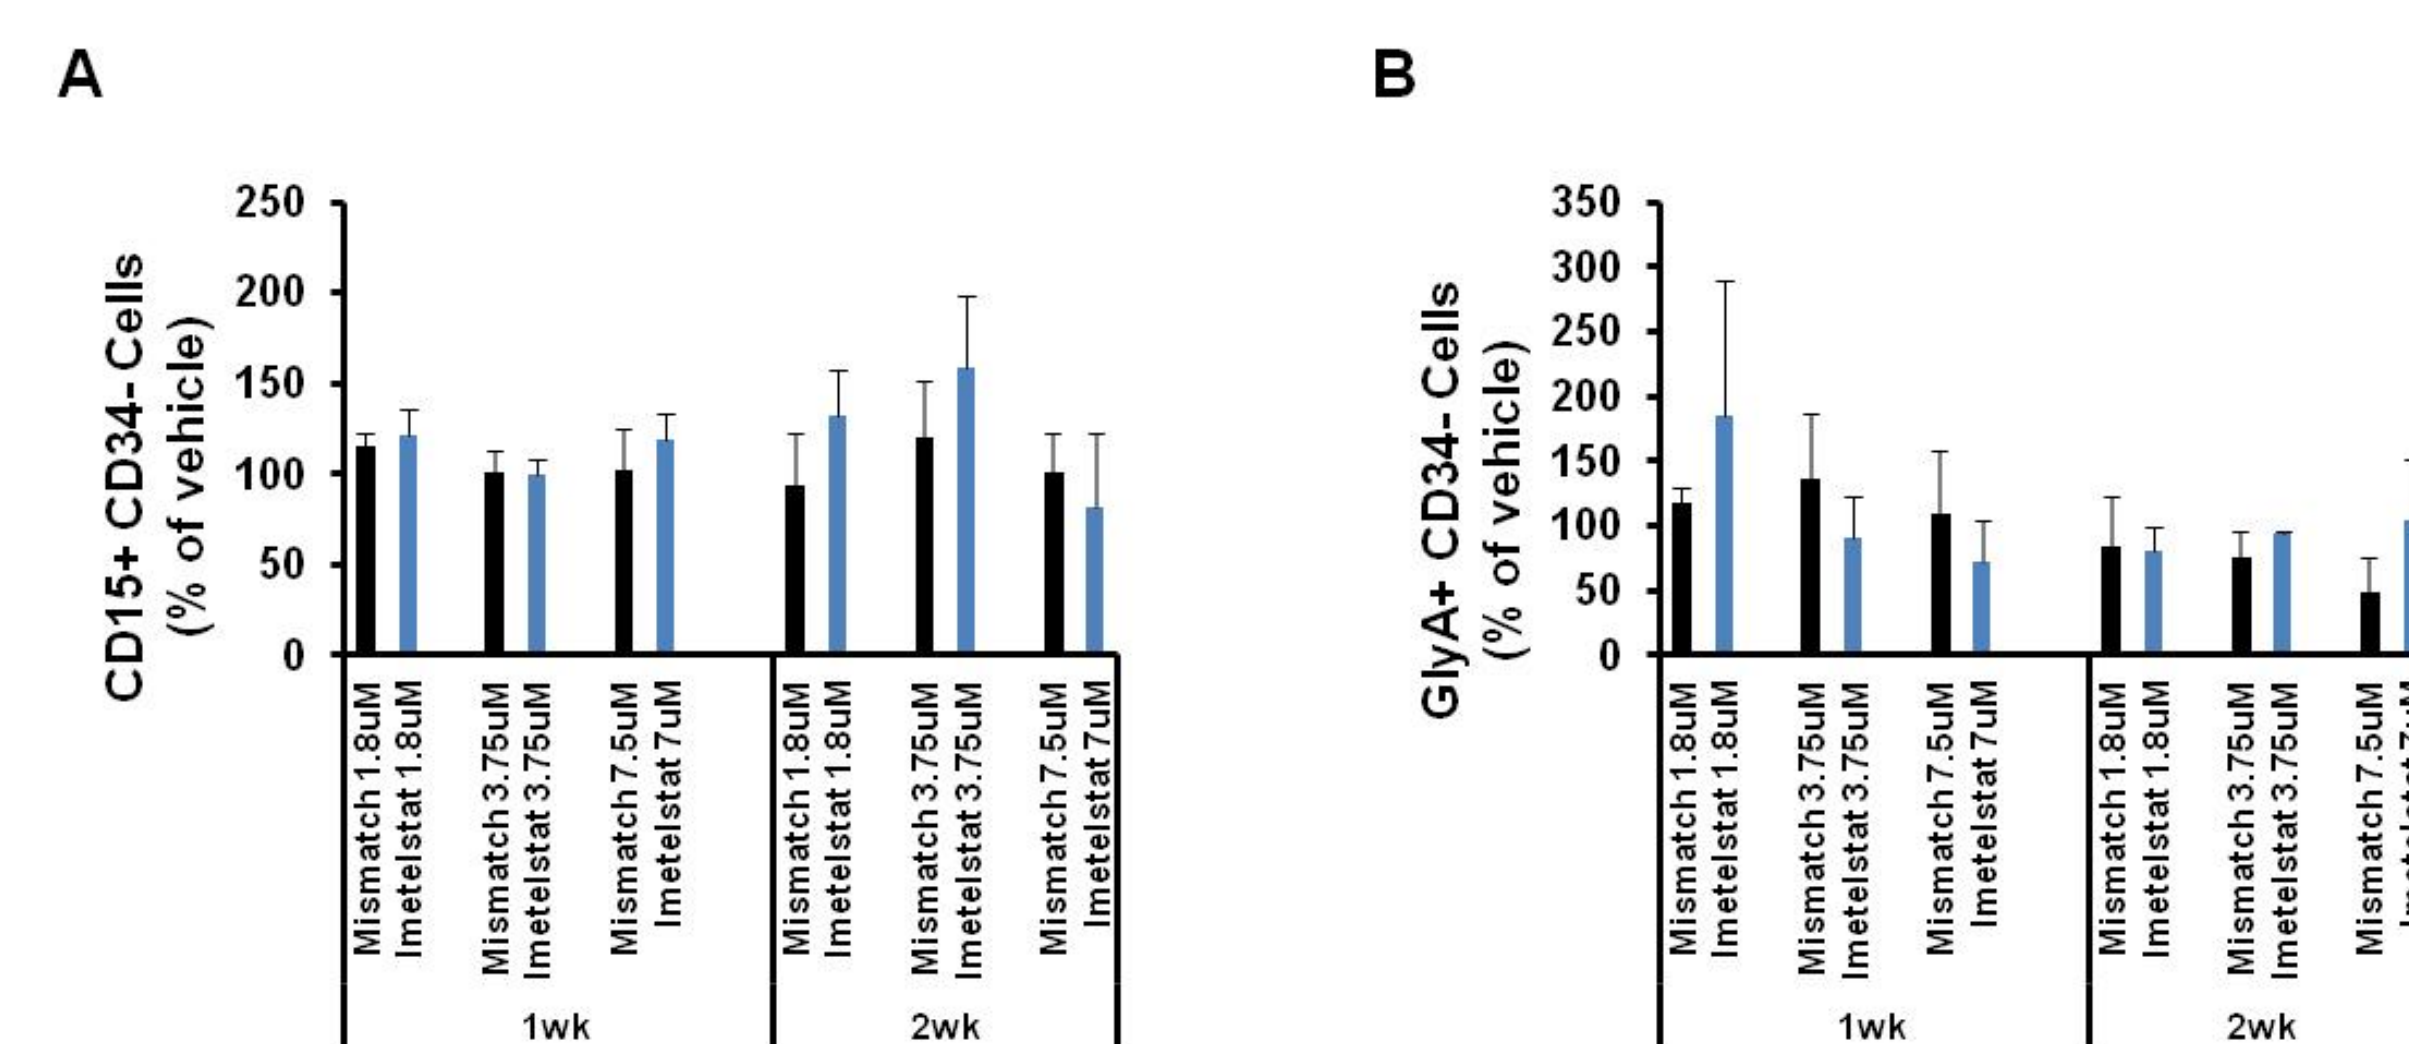 A
CD15+ CD34- Cells
(% of vehicle)
250
200
150
100
50
0
Mismatch 1.8uM
Imetelstat 1.8uM
Mismatch 3.75uM
Imetelstat 3.75uM
Mismatch 7.5uM
Imetelstat 7uM
Mismatch 1.8uM
Imetelstat 1.8uM
Mismatch 3.75uM
Imetelstat 3.75uM
Mismatch 7.5uM
Imetelstat 7uM
1wk
2wk
B
GlyA+ CD34- Cells
(% of vehicle)
350
300
250
200
150
100
50
0
Mismatch 1.8uM
Imetelstat 1.8uM
Mismatch 3.75uM
Imetelstat 3.75uM
Mismatch 7.5uM
Imetelstat 7uM
Mismatch 1.8uM
Imetelstat 1.8uM
Mismatch 3.75uM
Imetelstat 3.75uM
Mismatch 7.5uM
1wk
2wk